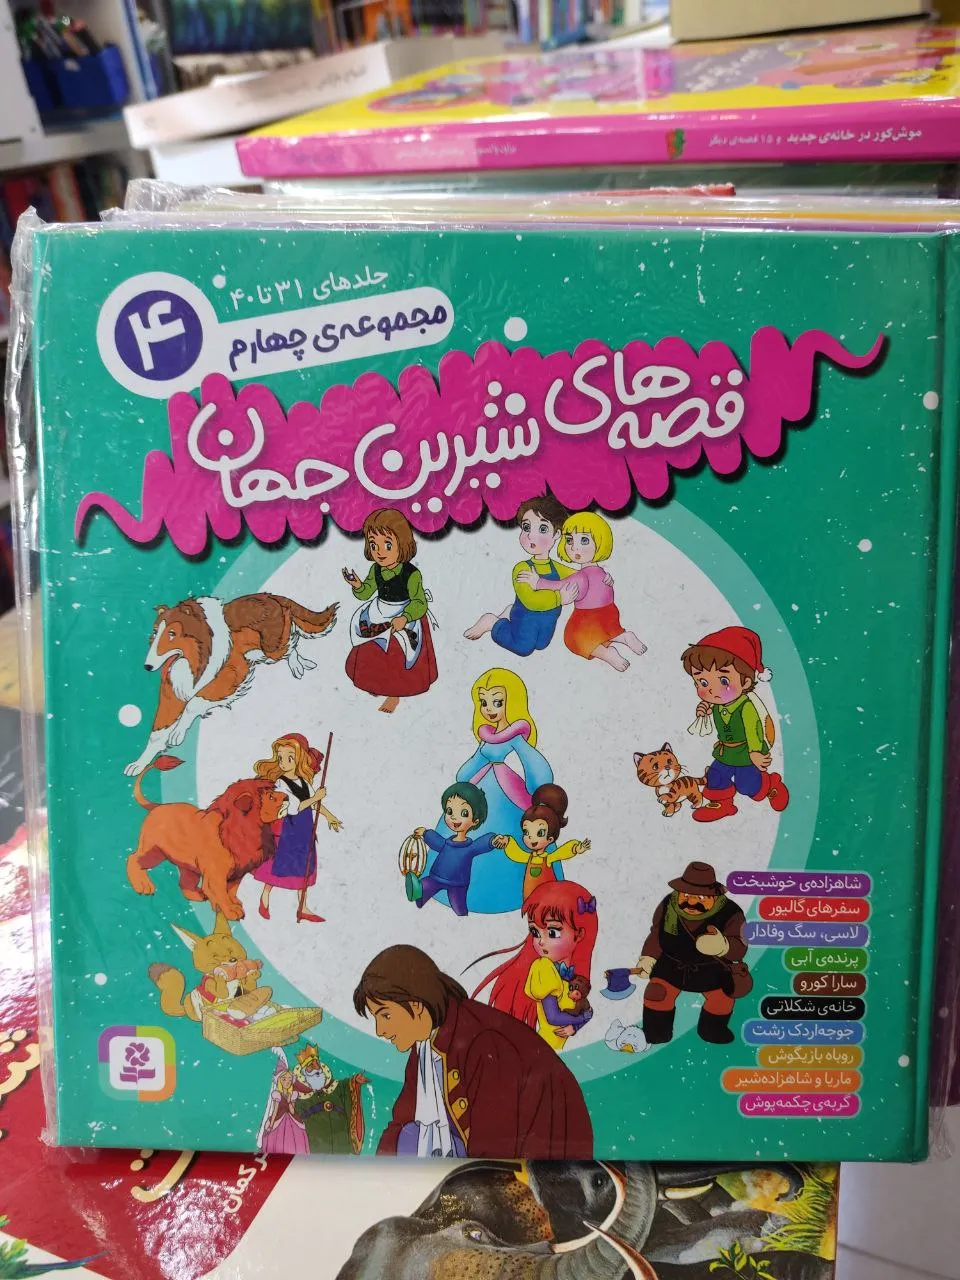 موش‌کور در خانه‌ی جدید و ۱۵ قصه‌ی دیگر
جلدهای ۳۱ تا ۴۰
مجموعه‌ی چهارم
۴
قصه‌های شیرین جهان
شاهزاده‌ی خوشبخت
سفرهای گالیور
لاسی، سگ وفادار
پرنده‌ی آبی
سارا کورو
خانه‌ی شکلاتی
جوجه‌اردک زشت
روباه بازیگوش
ماریا و شاهزاده‌شیر
گربه‌ی چکمه‌پوش